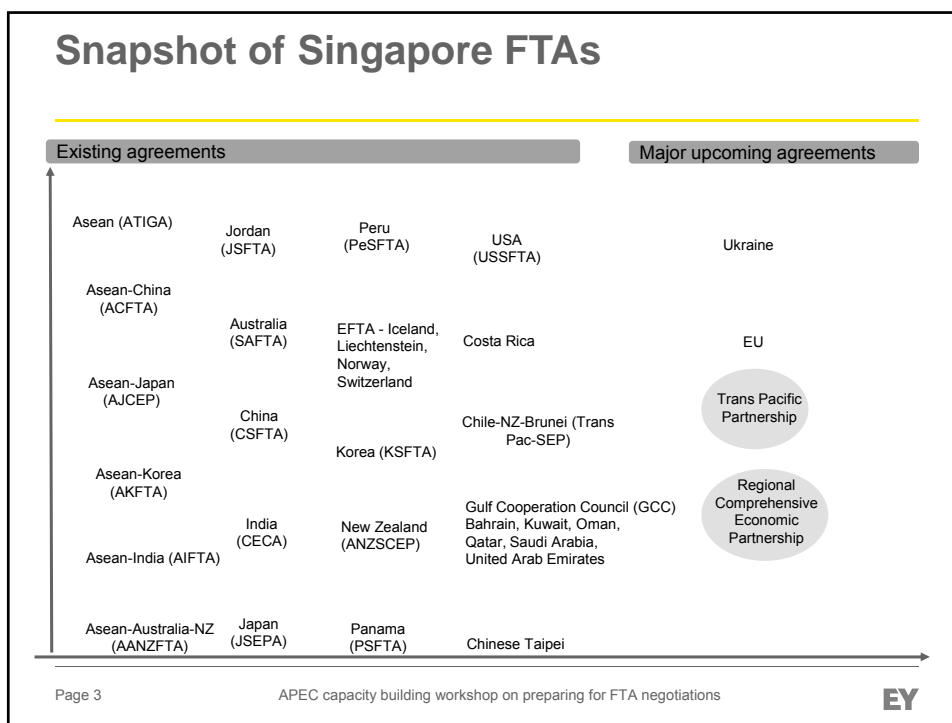 Snapshot of Singapore FTAs
Existing agreements
Asean (ATIGA)
Asean-China
(ACFTA)
Asean-Japan
(AJCEP)
Asean-Korea
(AKFTA)
Asean-India (AIFTA)
Asean-Australia-NZ
(AANZFTA)
Jordan
(JSFTA)
Australia
(SAFTA)
China
(CSFTA)
India
(CECA)
Japan
(JSEPA)
Peru
(PeSFTA)
EFTA - Iceland,
Liechtenstein,
Norway,
Switzerland
Korea (KSFTA)
New Zealand
(ANZSCEP)
Panama
(PSFTA)
USA
(USSFTA)
Costa Rica
Chile-NZ-Brunei (Trans
Pac-SEP)
Gulf Cooperation Council (GCC)
Bahrain, Kuwait, Oman,
Qatar, Saudi Arabia,
United Arab Emirates
Chinese Taipei
Major upcoming agreements
Ukraine
EU
Trans Pacific
Partnership
Regional
Comprehensive
Economic
Partnership
Page 3
APEC capacity building workshop on preparing for FTA negotiations
EY